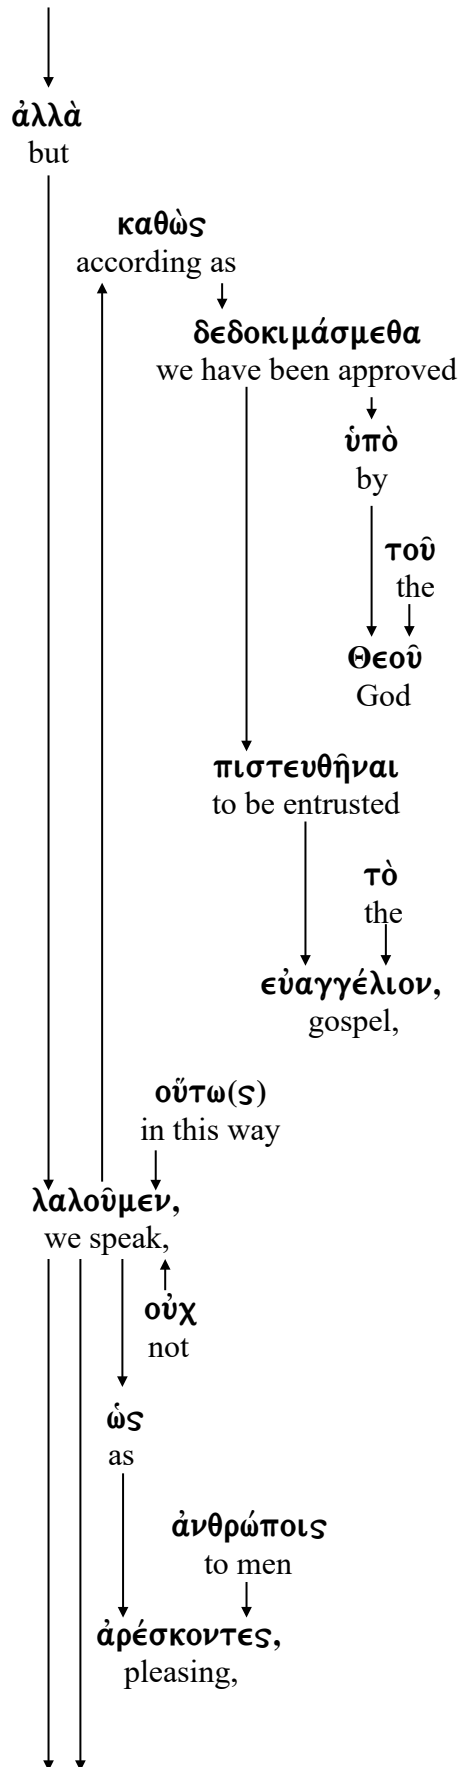 ἀλλὰ
but
καθὼς
according as
δεδοκιμάσμεθα
we have been approved
ὑπὸ
by
τοῦ
the
Θεοῦ
God
πιστευθῆναι
to be entrusted
τὸ
the
εὐαγγέλιον,
gospel,
οὕτω(ς)
in this way
λαλοῦμεν,
we speak,
οὐχ
not
ὡς
as
ἀνθρώποις
to men
ἀρέσκοντες,
pleasing,